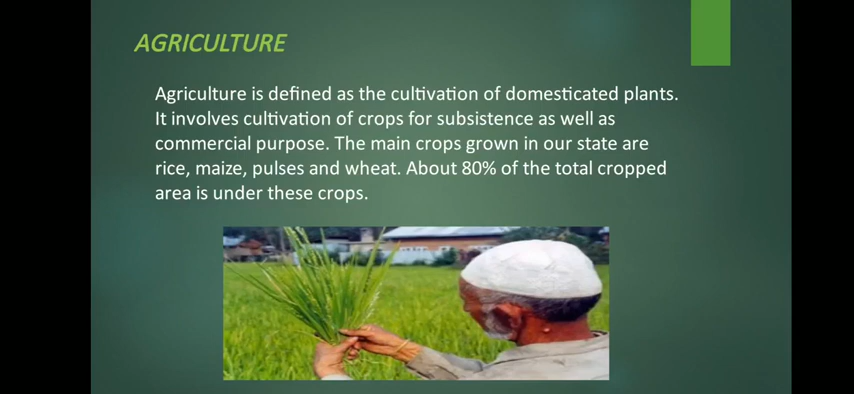 AGRICULTURE
Agriculture is defined as the cultivation of domesticated plants.
It involves cultivation of crops for subsistence as well as
commercial purpose. The main crops grown in our state are
rice, maize, pulses and wheat. About 80% of the total cropped
area is under these crops.